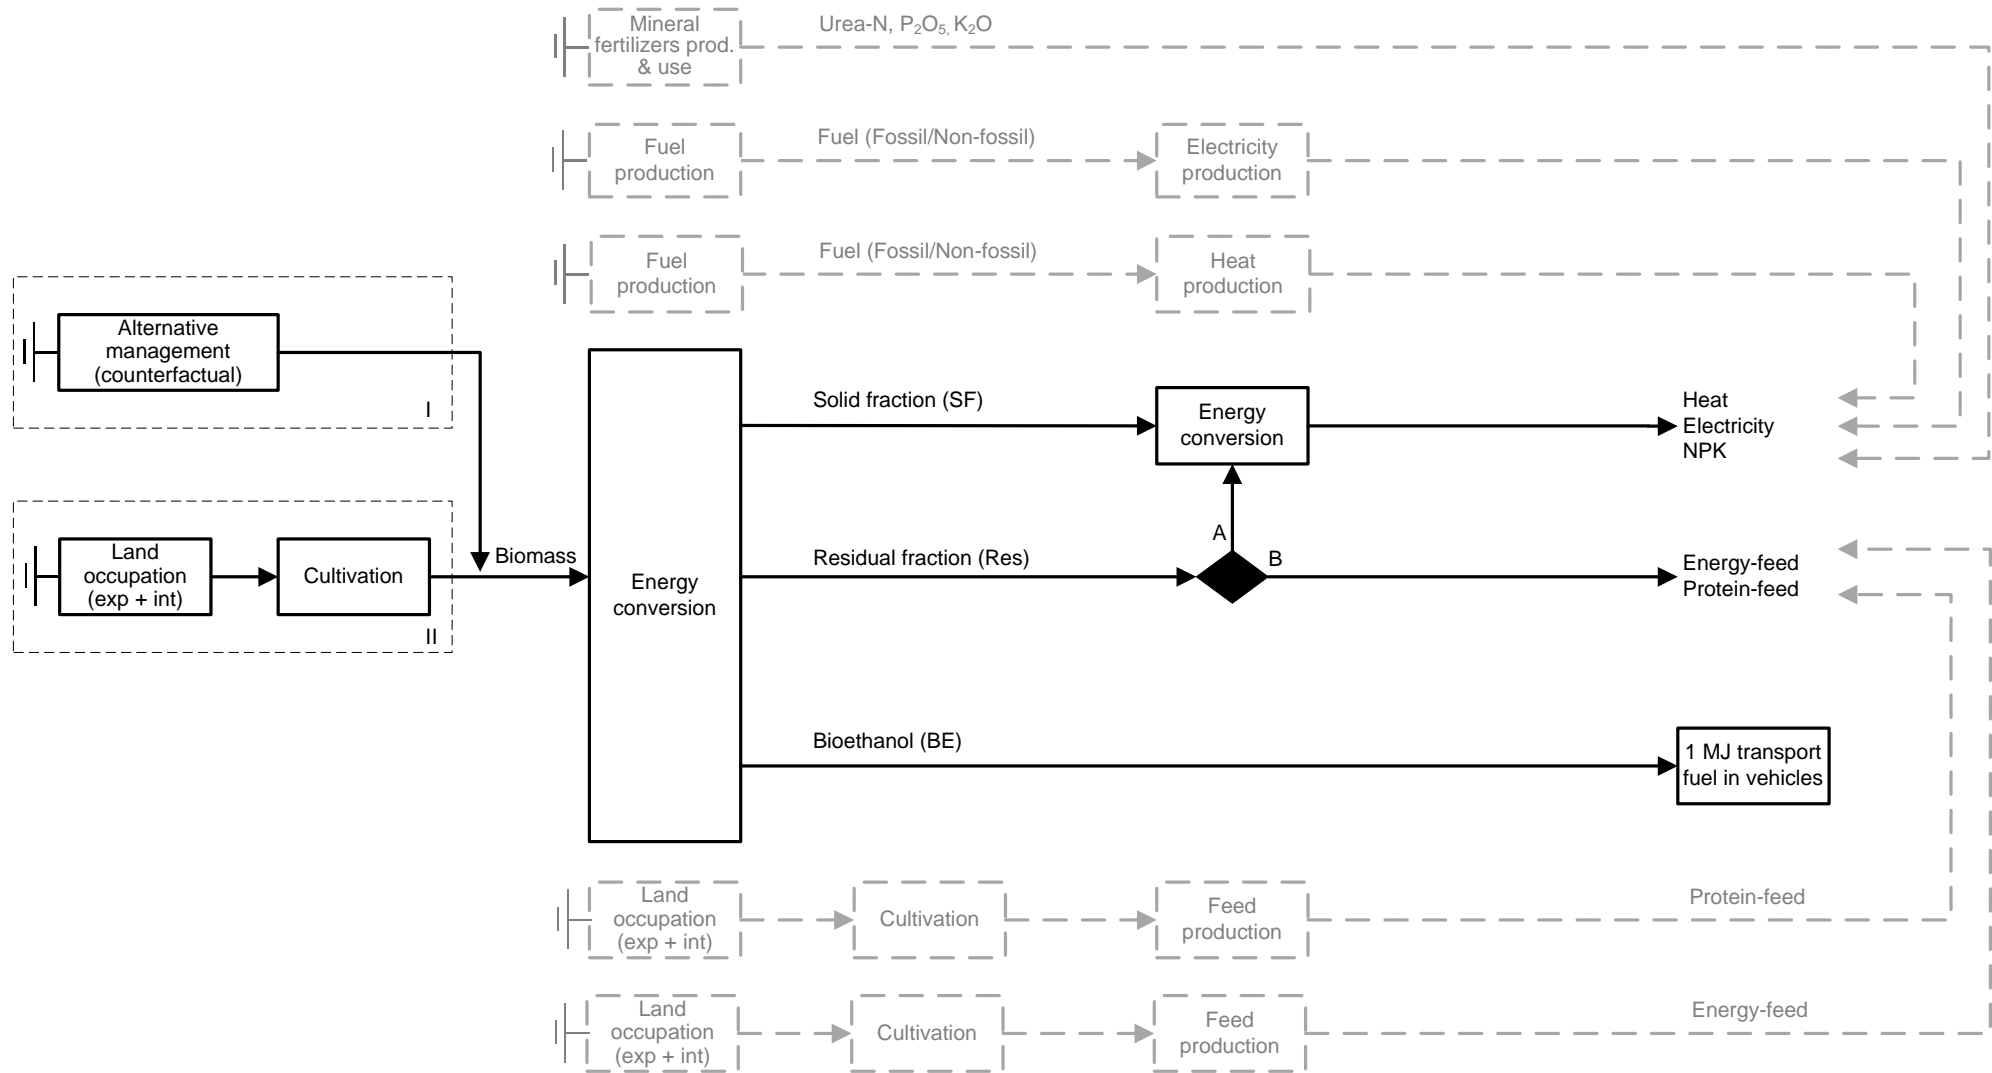 Mineral
fertilizers prod.
& use
Urea-N, P₂O₅, K₂O
Fuel
production
Fuel (Fossil/Non-fossil)
Electricity
production
Fuel
production
Fuel (Fossil/Non-fossil)
Heat
production
Alternative
management
(counterfactual)
I
Land
occupation
(exp + int)
Cultivation
II
Biomass
Energy
conversion
Solid fraction (SF)
Energy
conversion
Heat
Electricity
NPK
Residual fraction (Res)
A
B
Energy-feed
Protein-feed
Bioethanol (BE)
1 MJ transport
fuel in vehicles
Land
occupation
(exp + int)
Cultivation
Feed
production
Protein-feed
Land
occupation
(exp + int)
Cultivation
Feed
production
Energy-feed